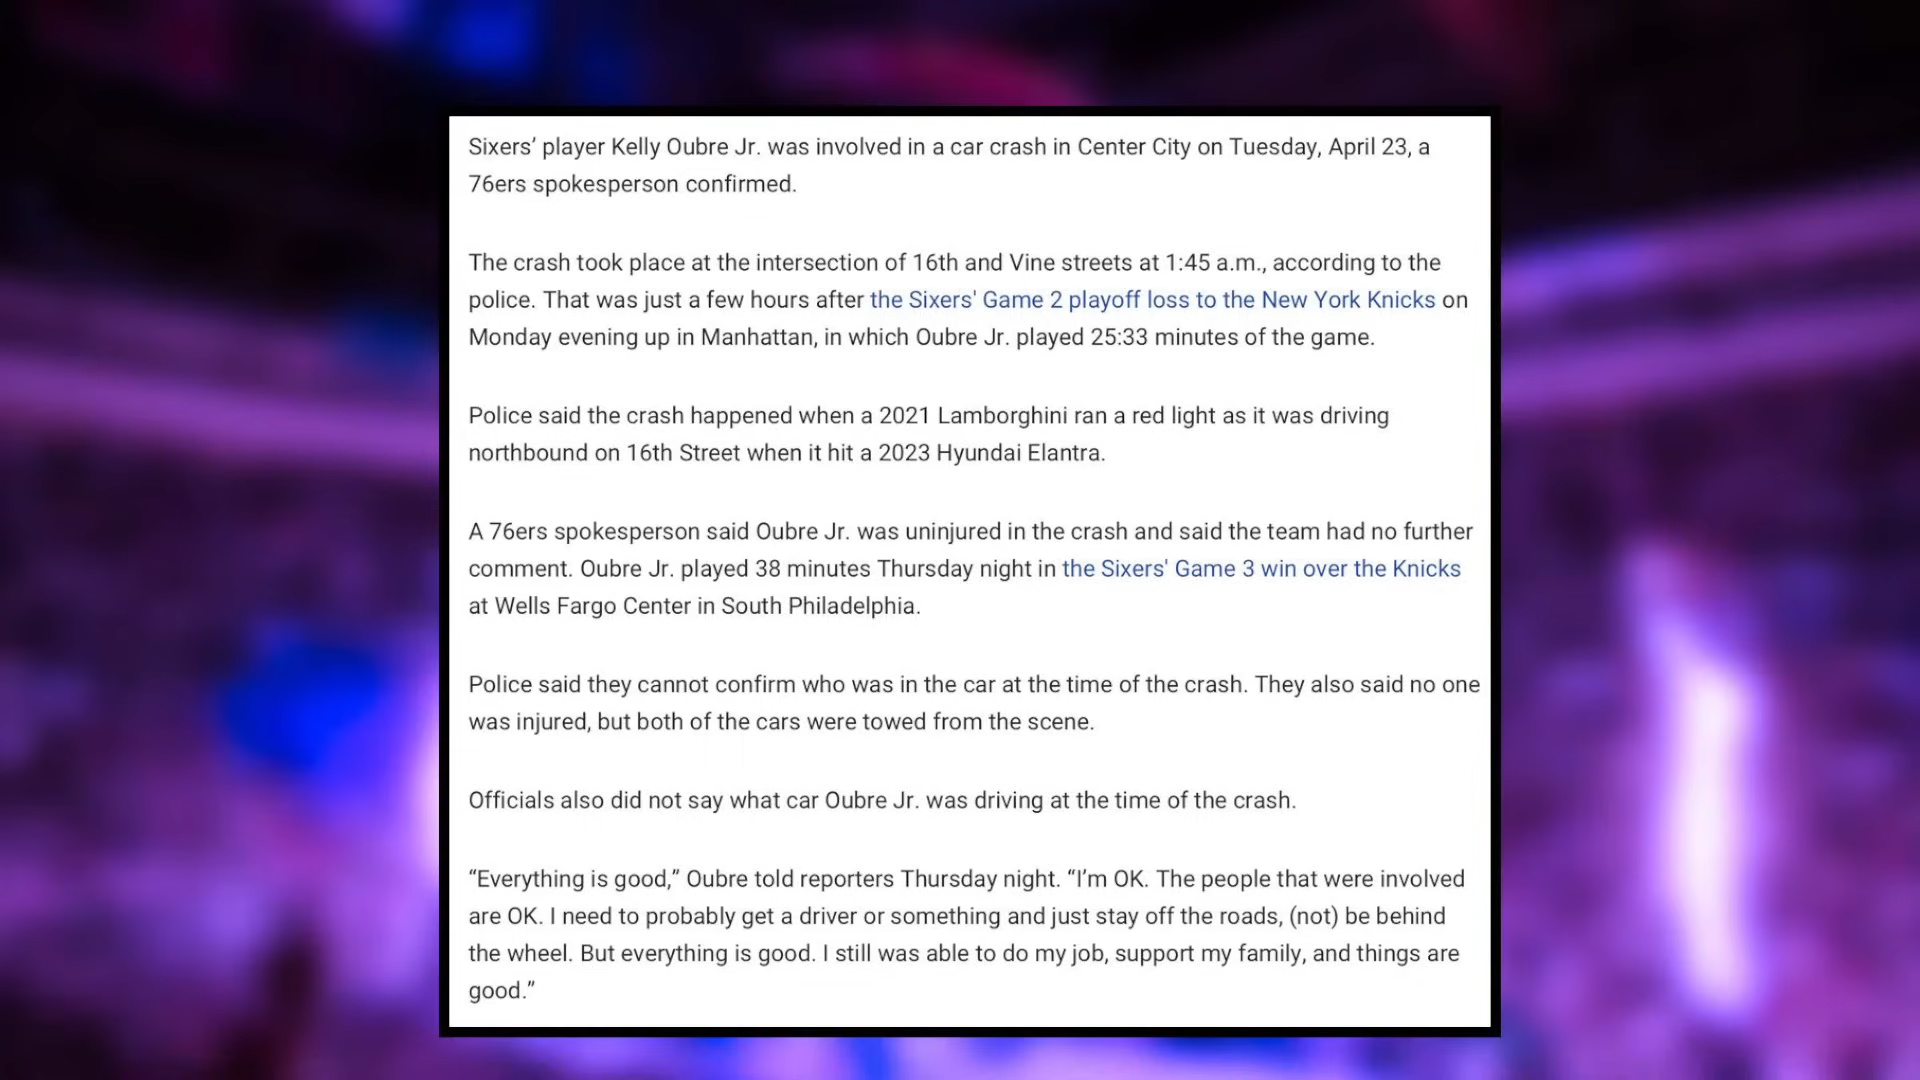 Sixers’ player Kelly Oubre Jr. was involved in a car crash in Center City on Tuesday, April 23, a
76ers spokesperson confirmed.
The crash took place at the intersection of 16th and Vine streets at 1:45 a.m., according to the
police. That was just a few hours after the Sixers' Game 2 playoff loss to the New York Knicks on
Monday evening up in Manhattan, in which Oubre Jr. played 25:33 minutes of the game.
Police said the crash happened when a 2021 Lamborghini ran a red light as it was driving
northbound on 16th Street when it hit a 2023 Hyundai Elantra.
A 76ers spokesperson said Oubre Jr. was uninjured in the crash and said the team had no further
comment. Oubre Jr. played 38 minutes Thursday night in the Sixers' Game 3 win over the Knicks
at Wells Fargo Center in South Philadelphia.
Police said they cannot confirm who was in the car at the time of the crash. They also said no one
was injured, but both of the cars were towed from the scene.
Officials also did not say what car Oubre Jr. was driving at the time of the crash.
“Everything is good,” Oubre told reporters Thursday night. “I’m OK. The people that were involved
are OK. I need to probably get a driver or something and just stay off the roads, (not) be behind
the wheel. But everything is good. I still was able to do my job, support my family, and things are
good.”